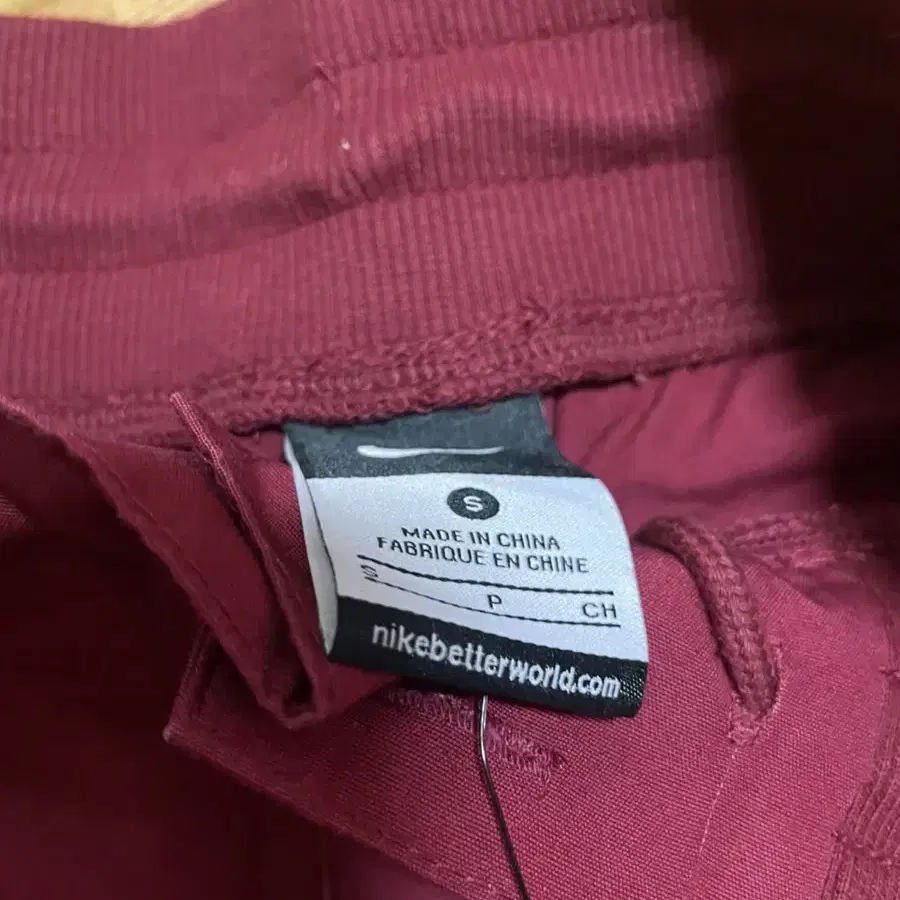 S
MADE IN CHINA
FABRIQUE EN CHINE
S P CH
nikebetterworld.com